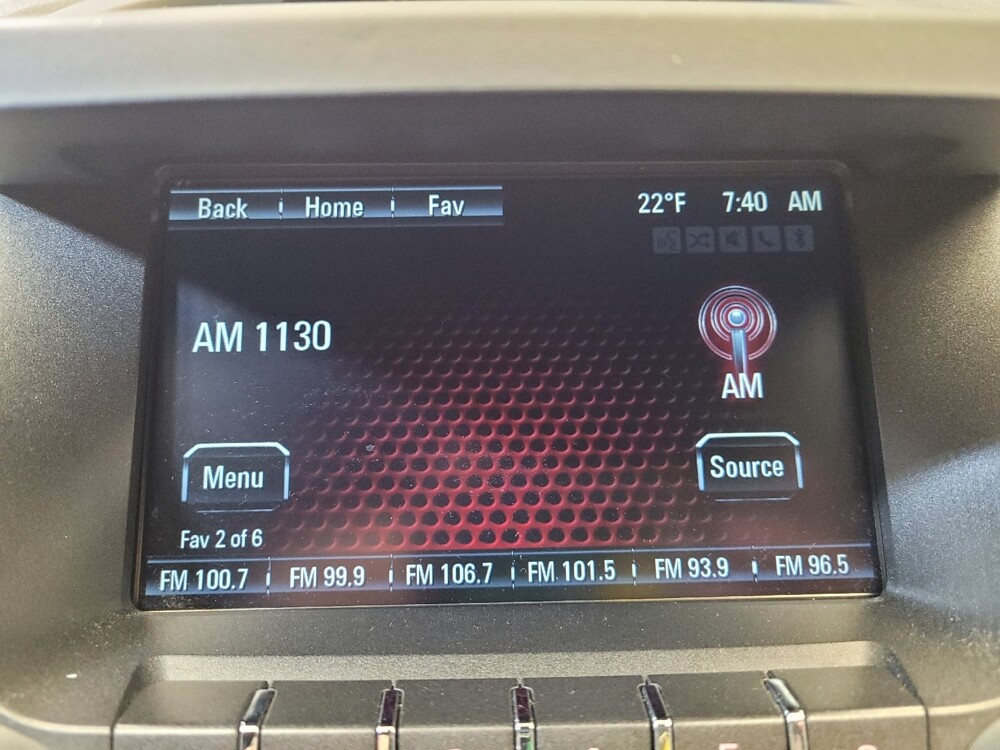 Back Home Fav 22°F 7:40 AM
AM 1130
AM
Menu Source
Fav 2 of 6
FM 100.7 FM 99.9 FM 106.7 FM 101.5 FM 93.9 FM 96.5